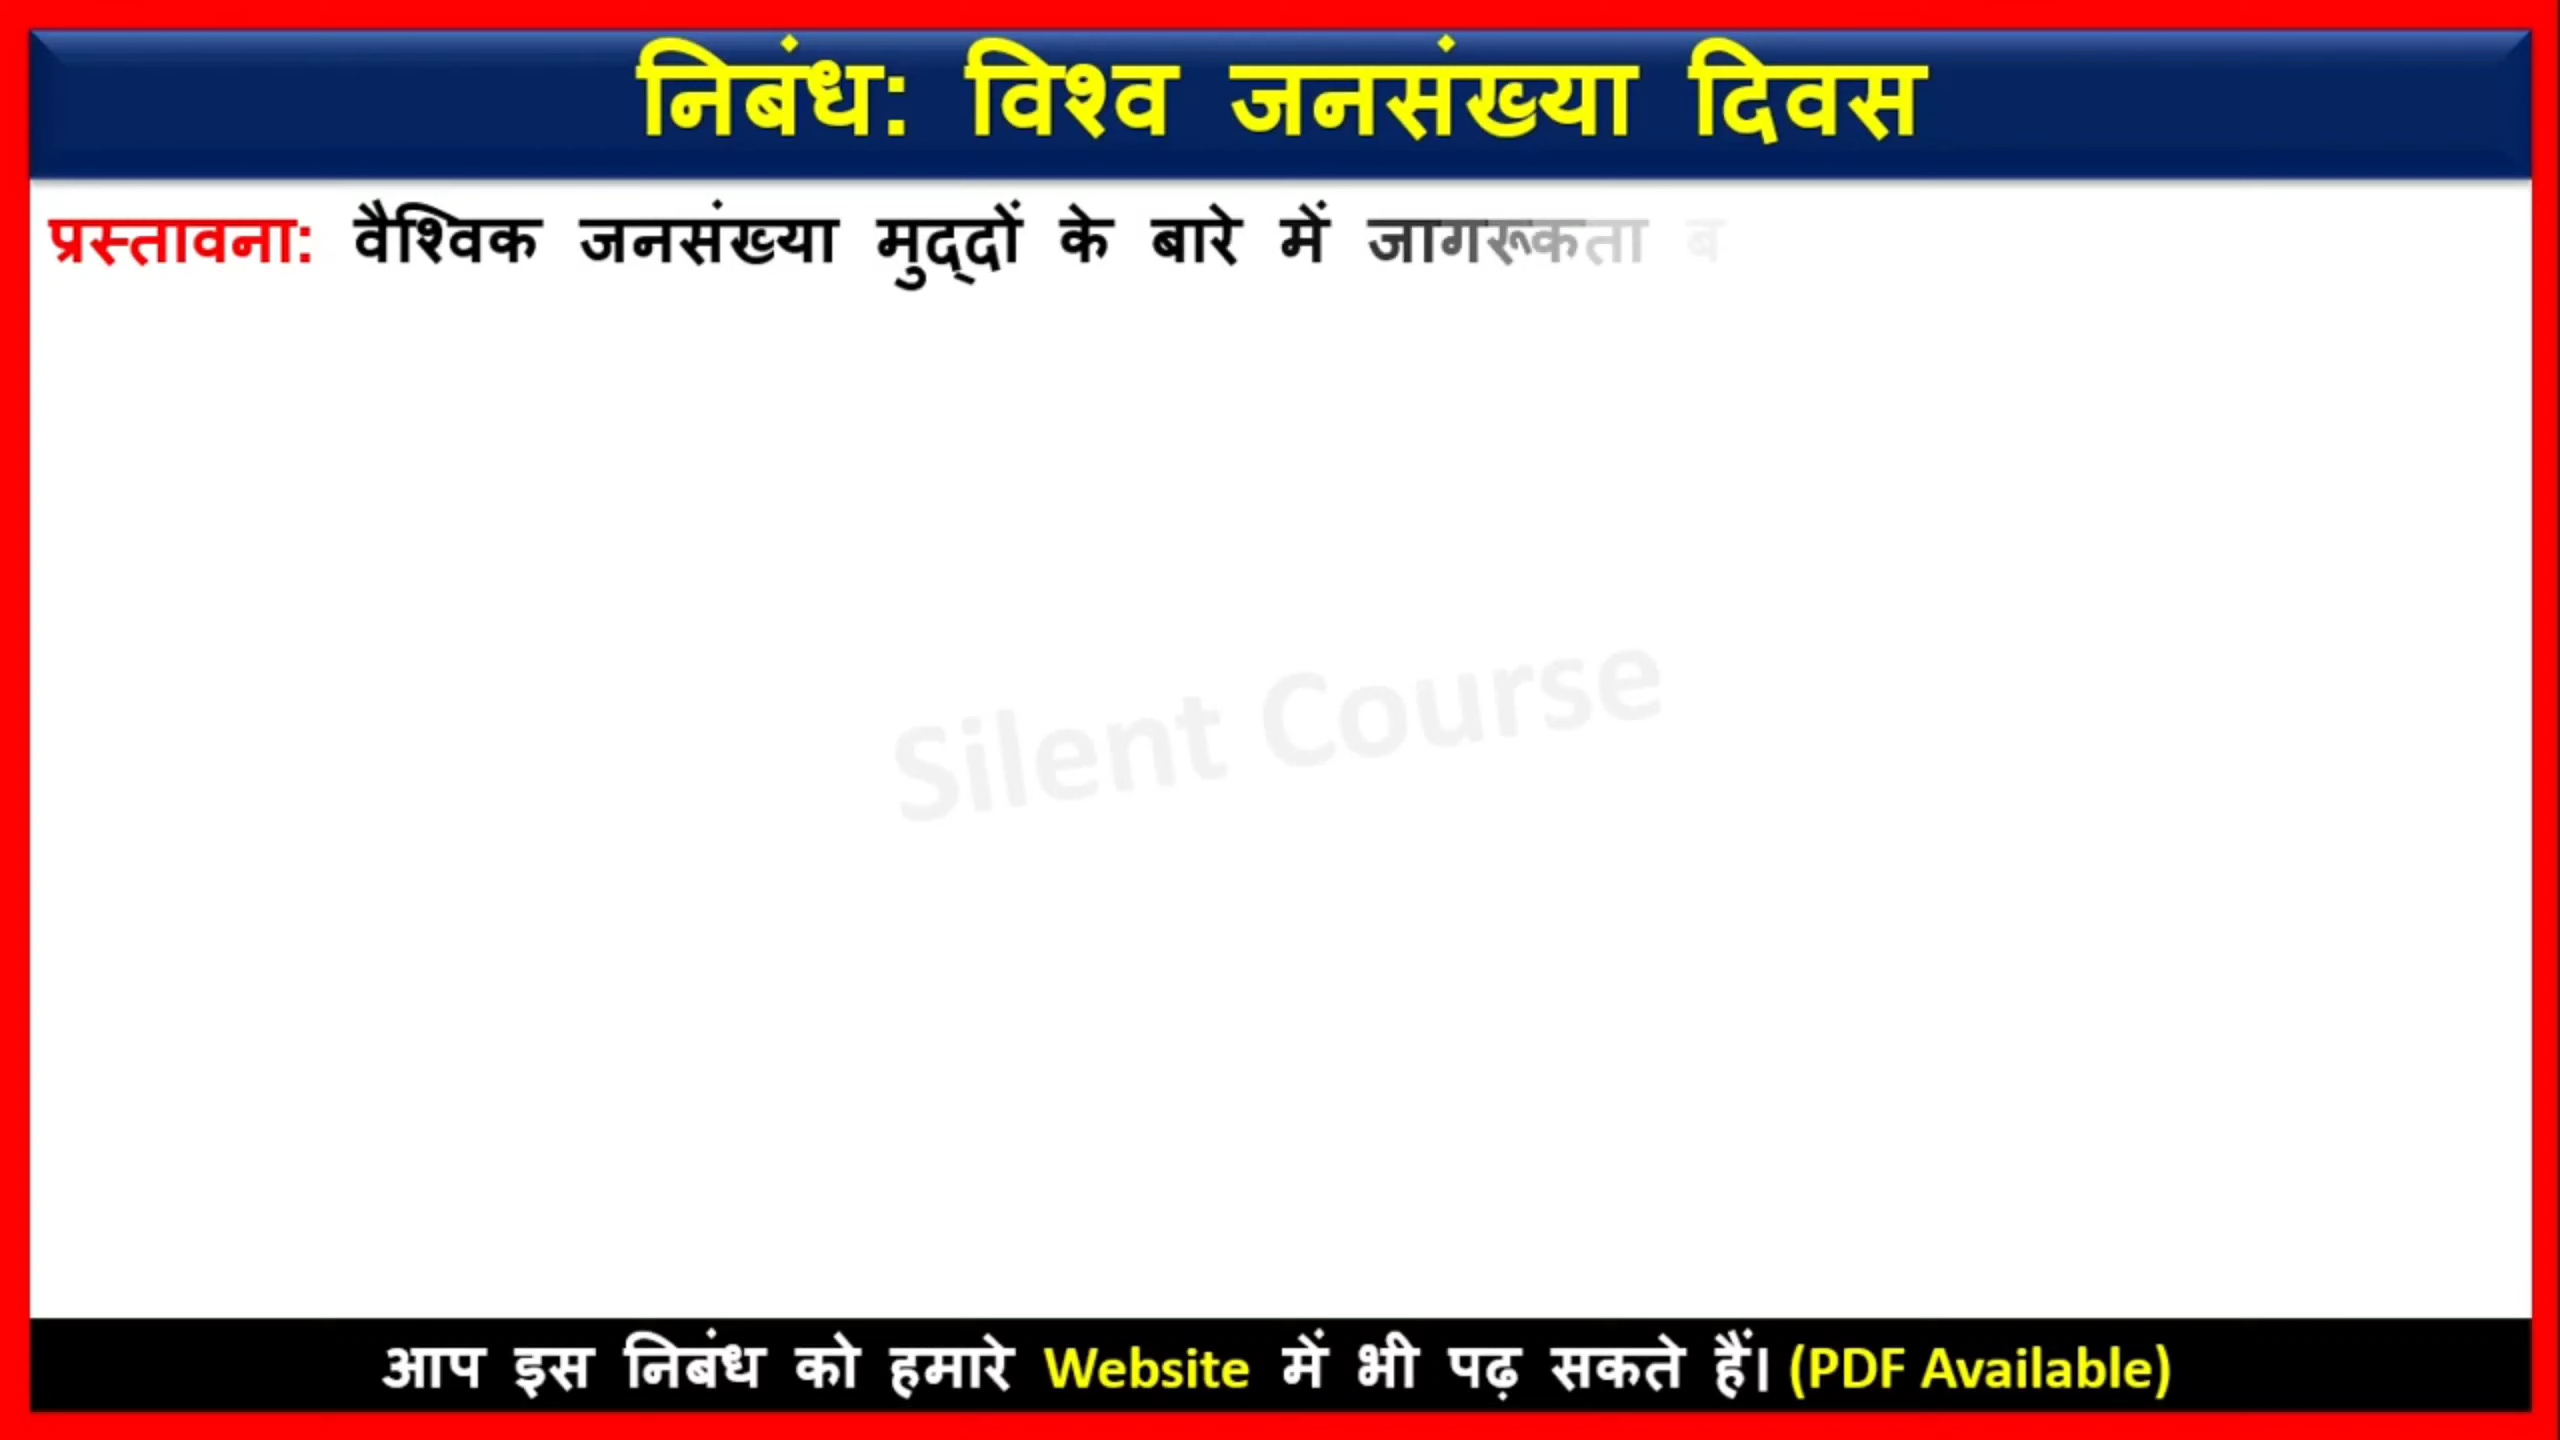 निबंध: विश्व जनसंख्या दिवस
प्रस्तावना: वैश्विक जनसंख्या मुद्दों के बारे में जागरूकता ब
Silent Course
आप इस निबंध को हमारे Website में भी पढ़ सकते हैं। (PDF Available)